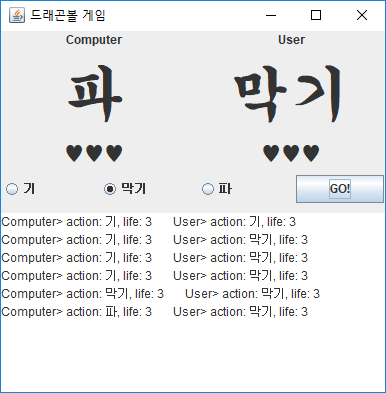 드래곤볼 게임
Computer User
파 막기
♥♥♥ ♥♥♥
기 막기 파 GO!
Computer> action: 기, life: 3 User> action: 기, life: 3
Computer> action: 기, life: 3 User> action: 막기, life: 3
Computer> action: 기, life: 3 User> action: 막기, life: 3
Computer> action: 기, life: 3 User> action: 막기, life: 3
Computer> action: 막기, life: 3 User> action: 막기, life: 3
Computer> action: 파, life: 3 User> action: 막기, life: 3